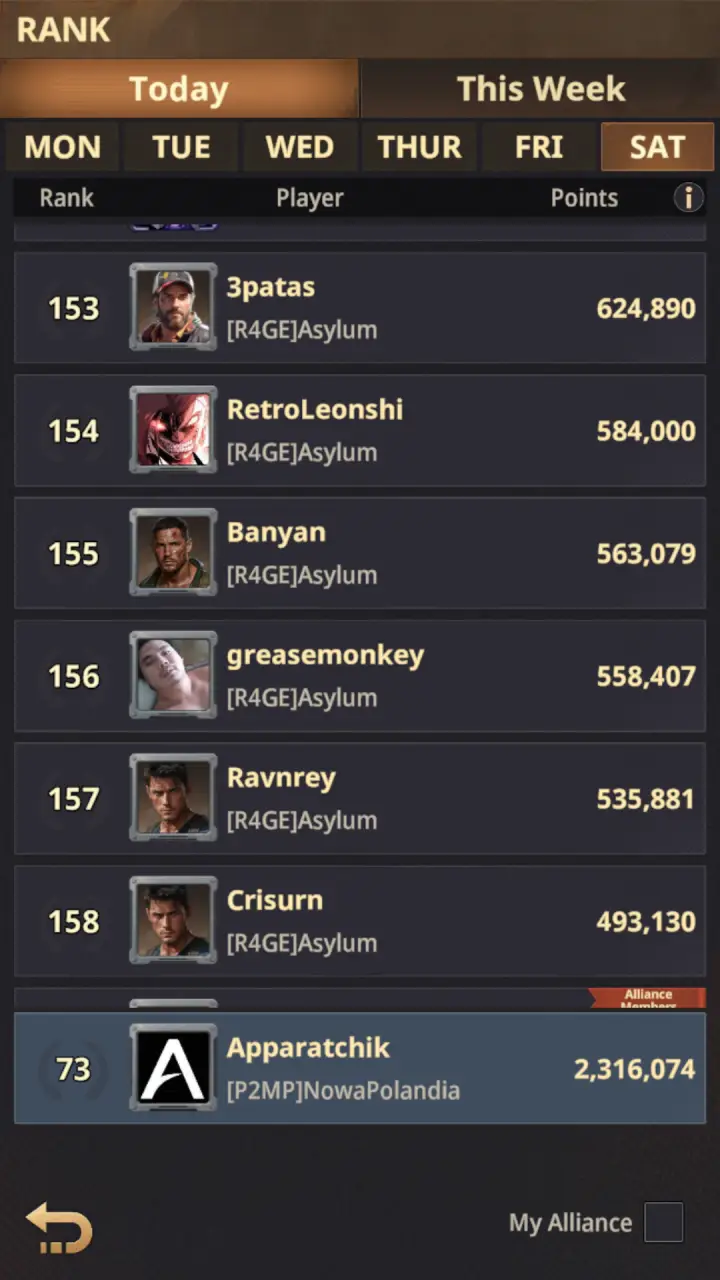 RANK
Today
This Week
MON TUE WED THUR FRI SAT
Rank Player Points i
153 3patas 624,890
[R4GE]Asylum
154 RetroLeonshi 584,000
[R4GE]Asylum
155 Banyan 563,079
[R4GE]Asylum
156 greasemonkey 558,407
[R4GE]Asylum
157 Ravnrey 535,881
[R4GE]Asylum
158 Crisurn 493,130
[R4GE]Asylum
Alliance
Members
73 Apparatchik 2,316,074
[P2MP]NowaPolandia
My Alliance